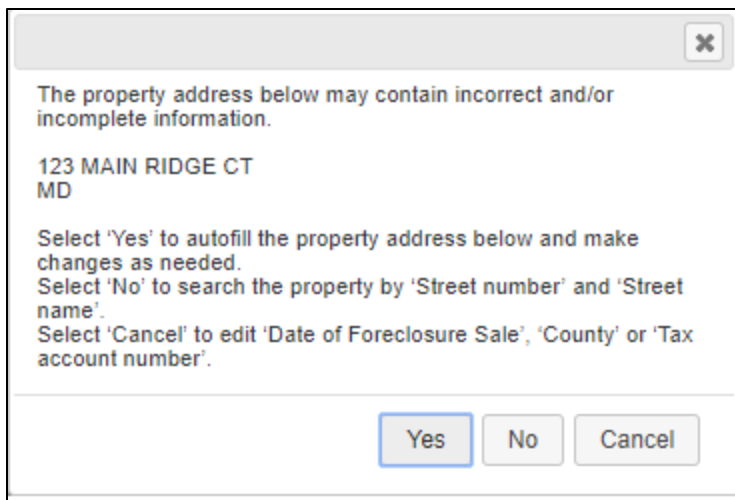 The property address below may contain incorrect and/or
incomplete information.
123 MAIN RIDGE CT
MD
Select ‘Yes’ to autofill the property address below and make
changes as needed.
Select ‘No’ to search the property by ‘Street number’ and ‘Street
name’.
Select ‘Cancel’ to edit ‘Date of Foreclosure Sale’, ‘County’ or ‘Tax
account number’.
Yes No Cancel